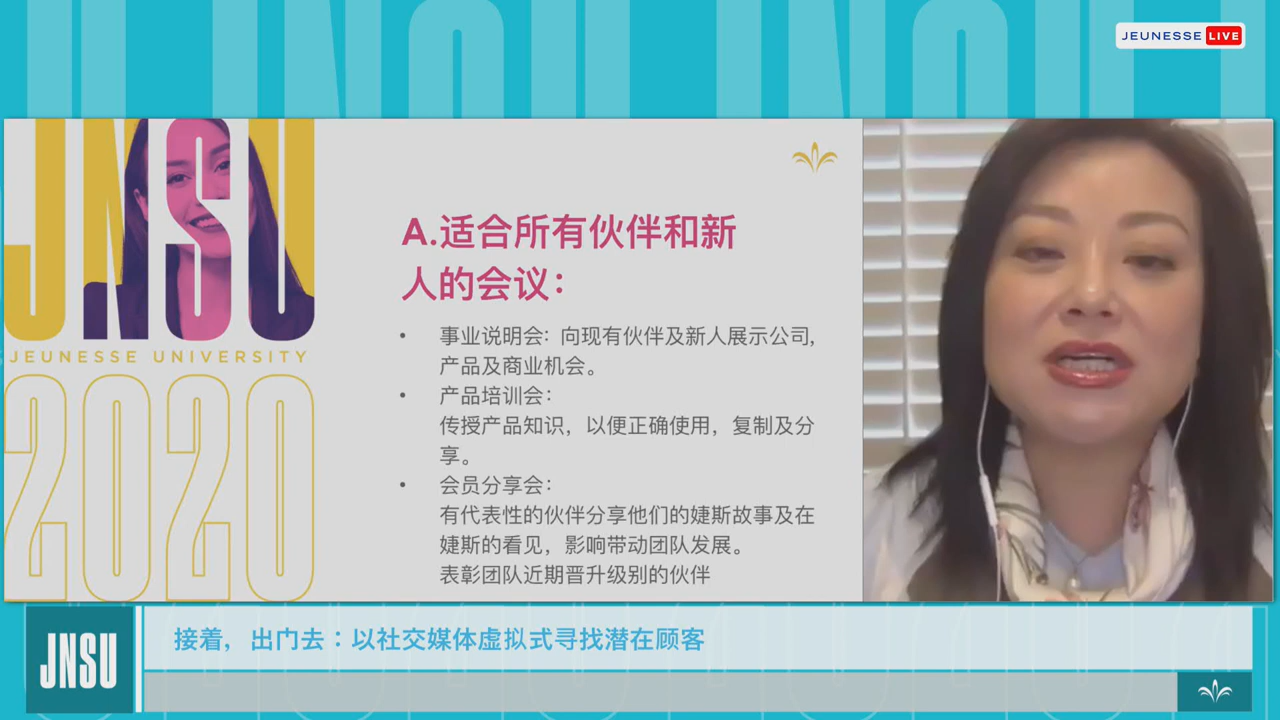 JEUNESSE LIVE
JNSU
JEUNESSE UNIVERSITY
2020
A.适合所有伙伴和新
人的会议：
• 事业说明会：向现有伙伴及新人展示公司，
产品及商业机会。
• 产品培训会：
传授产品知识，以便正确使用，复制及分
享。
• 会员分享会：
有代表性的伙伴分享他们的婕斯故事及在
婕斯的看见，影响带动团队发展。
表彰团队近期晋升级别的伙伴
JNSU
接着，出门去：以社交媒体虚拟式寻找潜在顾客